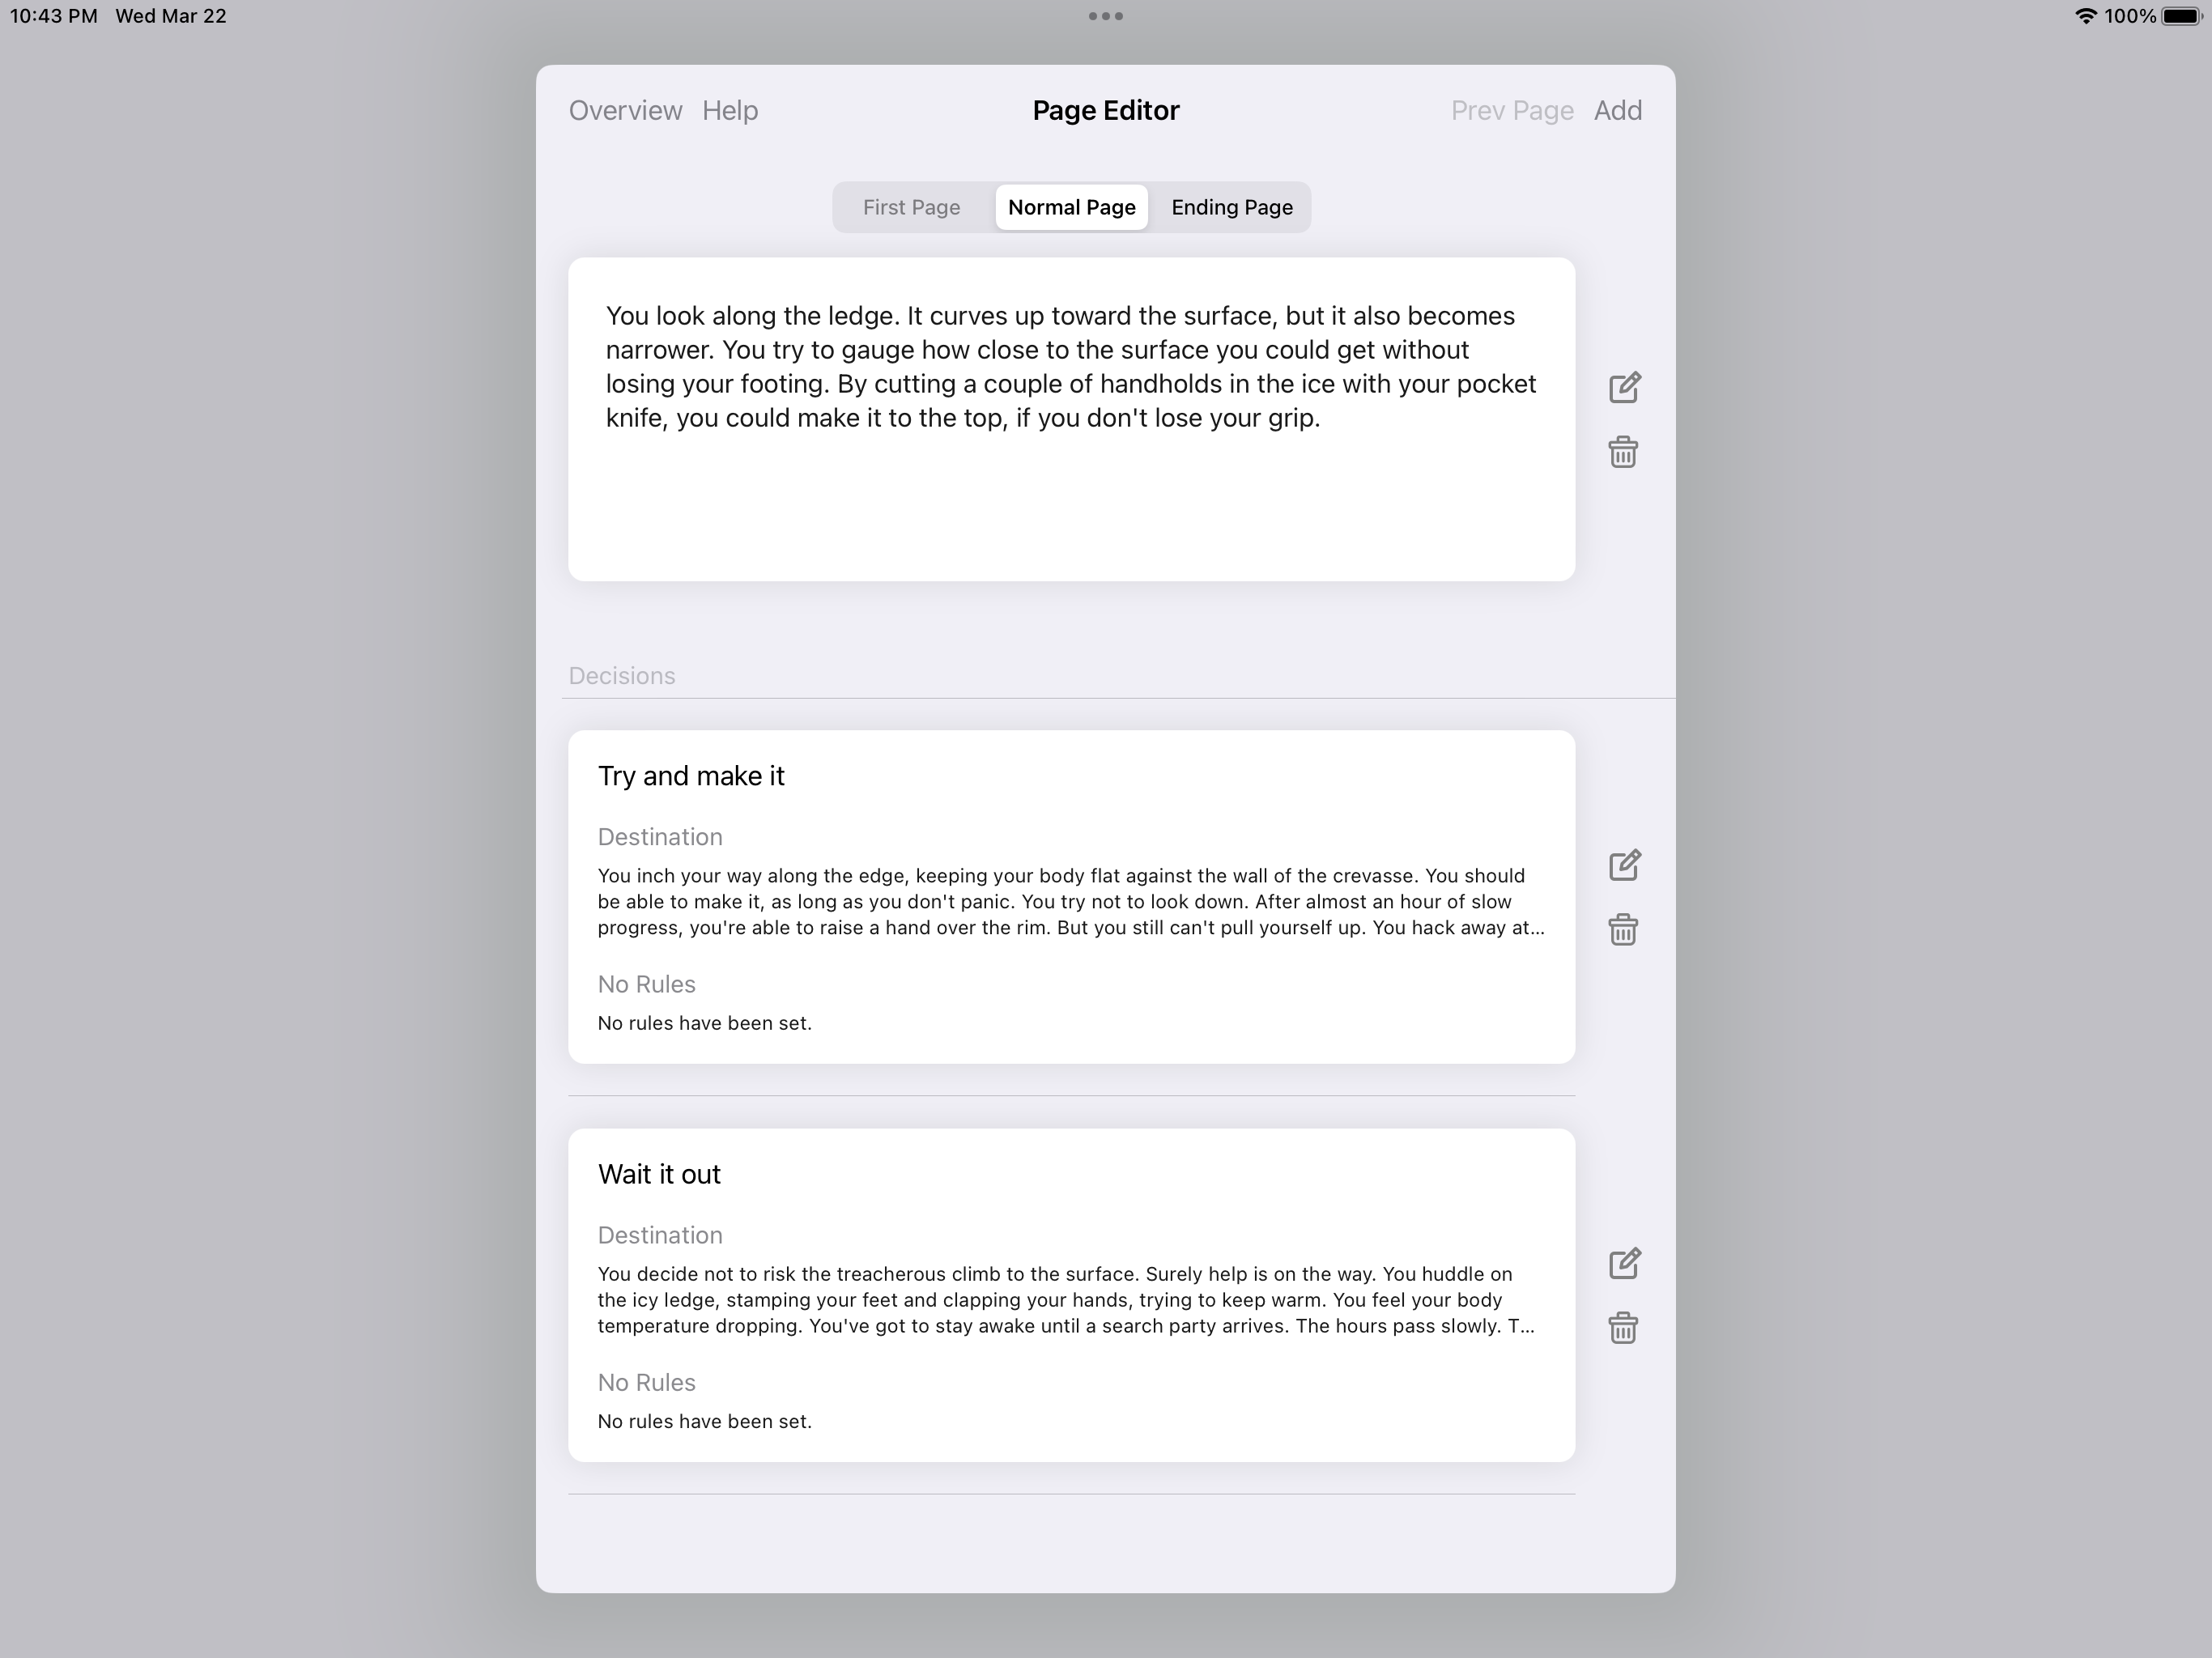 10:43 PM Wed Mar 22
100%
Overview Help
Page Editor
Prev Page Add
First Page
Normal Page
Ending Page
You look along the ledge. It curves up toward the surface, but it also becomes
narrower. You try to gauge how close to the surface you could get without
losing your footing. By cutting a couple of handholds in the ice with your pocket
knife, you could make it to the top, if you don't lose your grip.
Decisions
Try and make it
Destination
You inch your way along the edge, keeping your body flat against the wall of the crevasse. You should
be able to make it, as long as you don't panic. You try not to look down. After almost an hour of slow
progress, you're able to raise a hand over the rim. But you still can't pull yourself up. You hack away at...
No Rules
No rules have been set.
Wait it out
Destination
You decide not to risk the treacherous climb to the surface. Surely help is on the way. You huddle on
the icy ledge, stamping your feet and clapping your hands, trying to keep warm. You feel your body
temperature dropping. You've got to stay awake until a search party arrives. The hours pass slowly. T...
No Rules
No rules have been set.